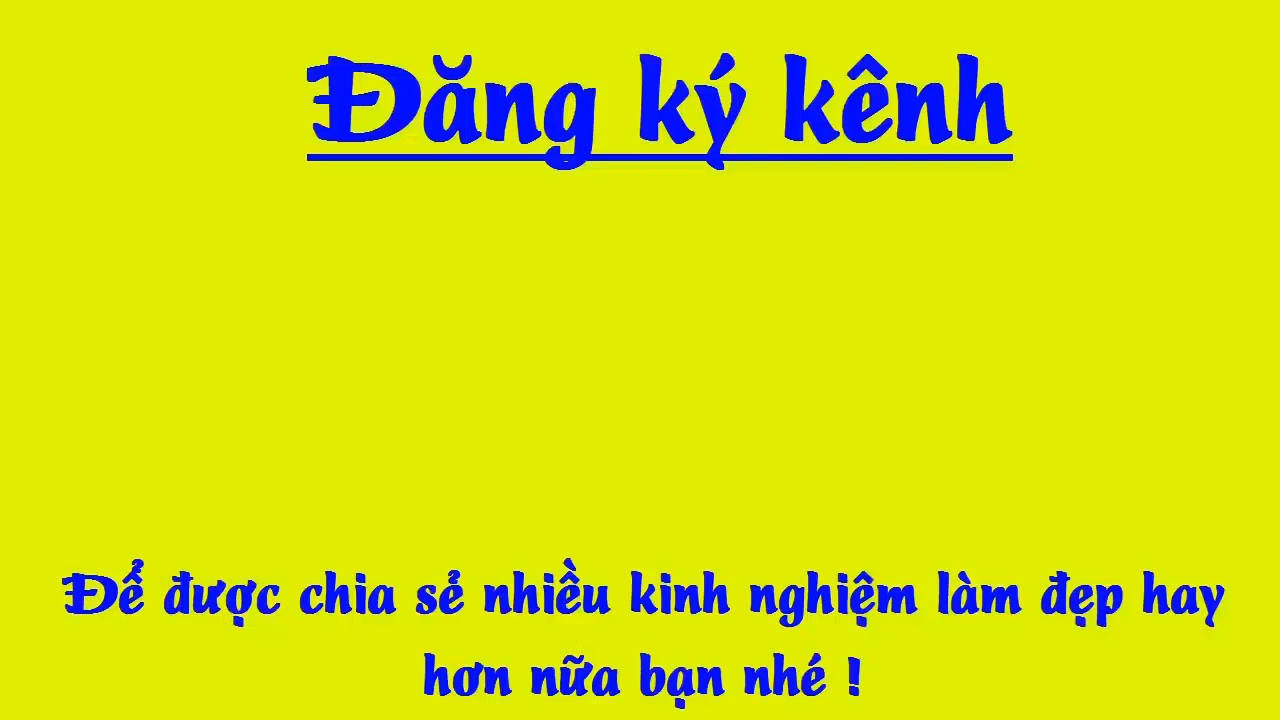 Đăng ký kênh
Để được chia sẻ nhiều kinh nghiệm làm đẹp hay
hơn nữa bạn nhé !